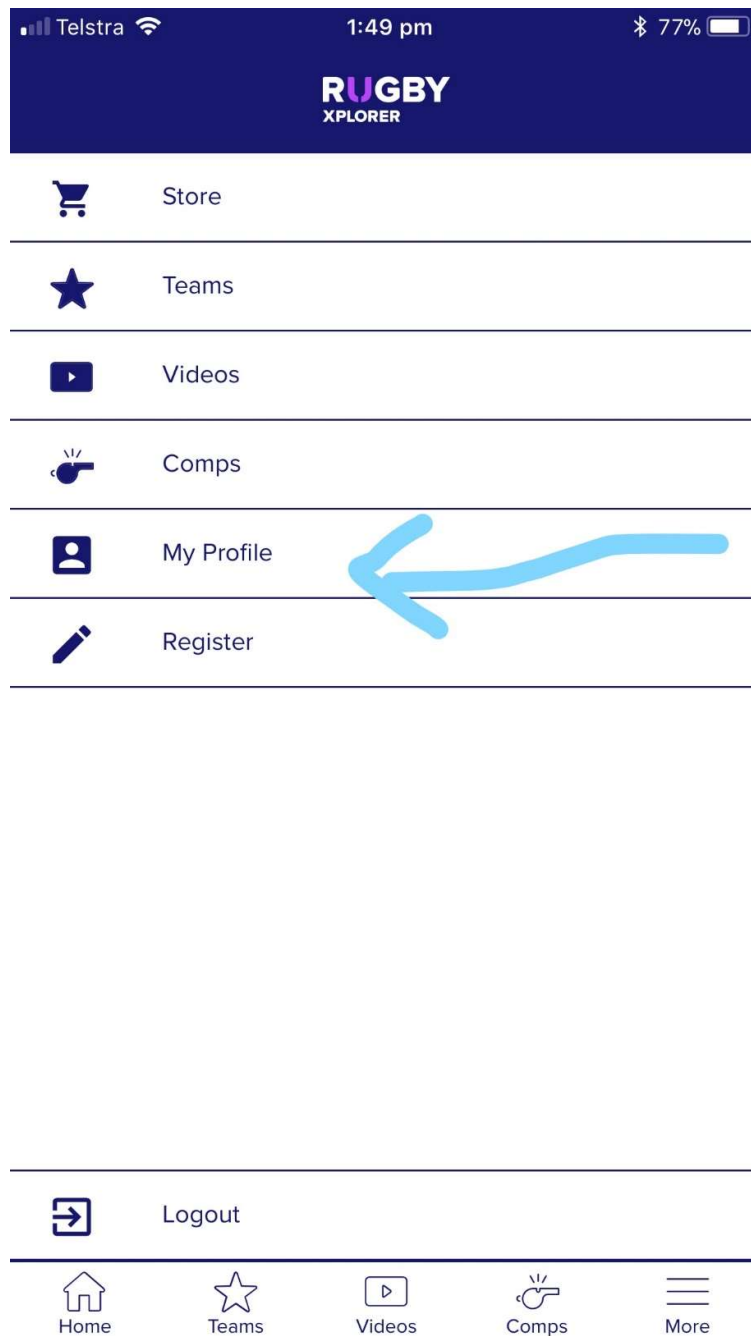 Telstra 1:49 pm 77%
RUGBY
XPLORER
Store
Teams
Videos
Comps
My Profile
Register
Logout
Home Teams Videos Comps More